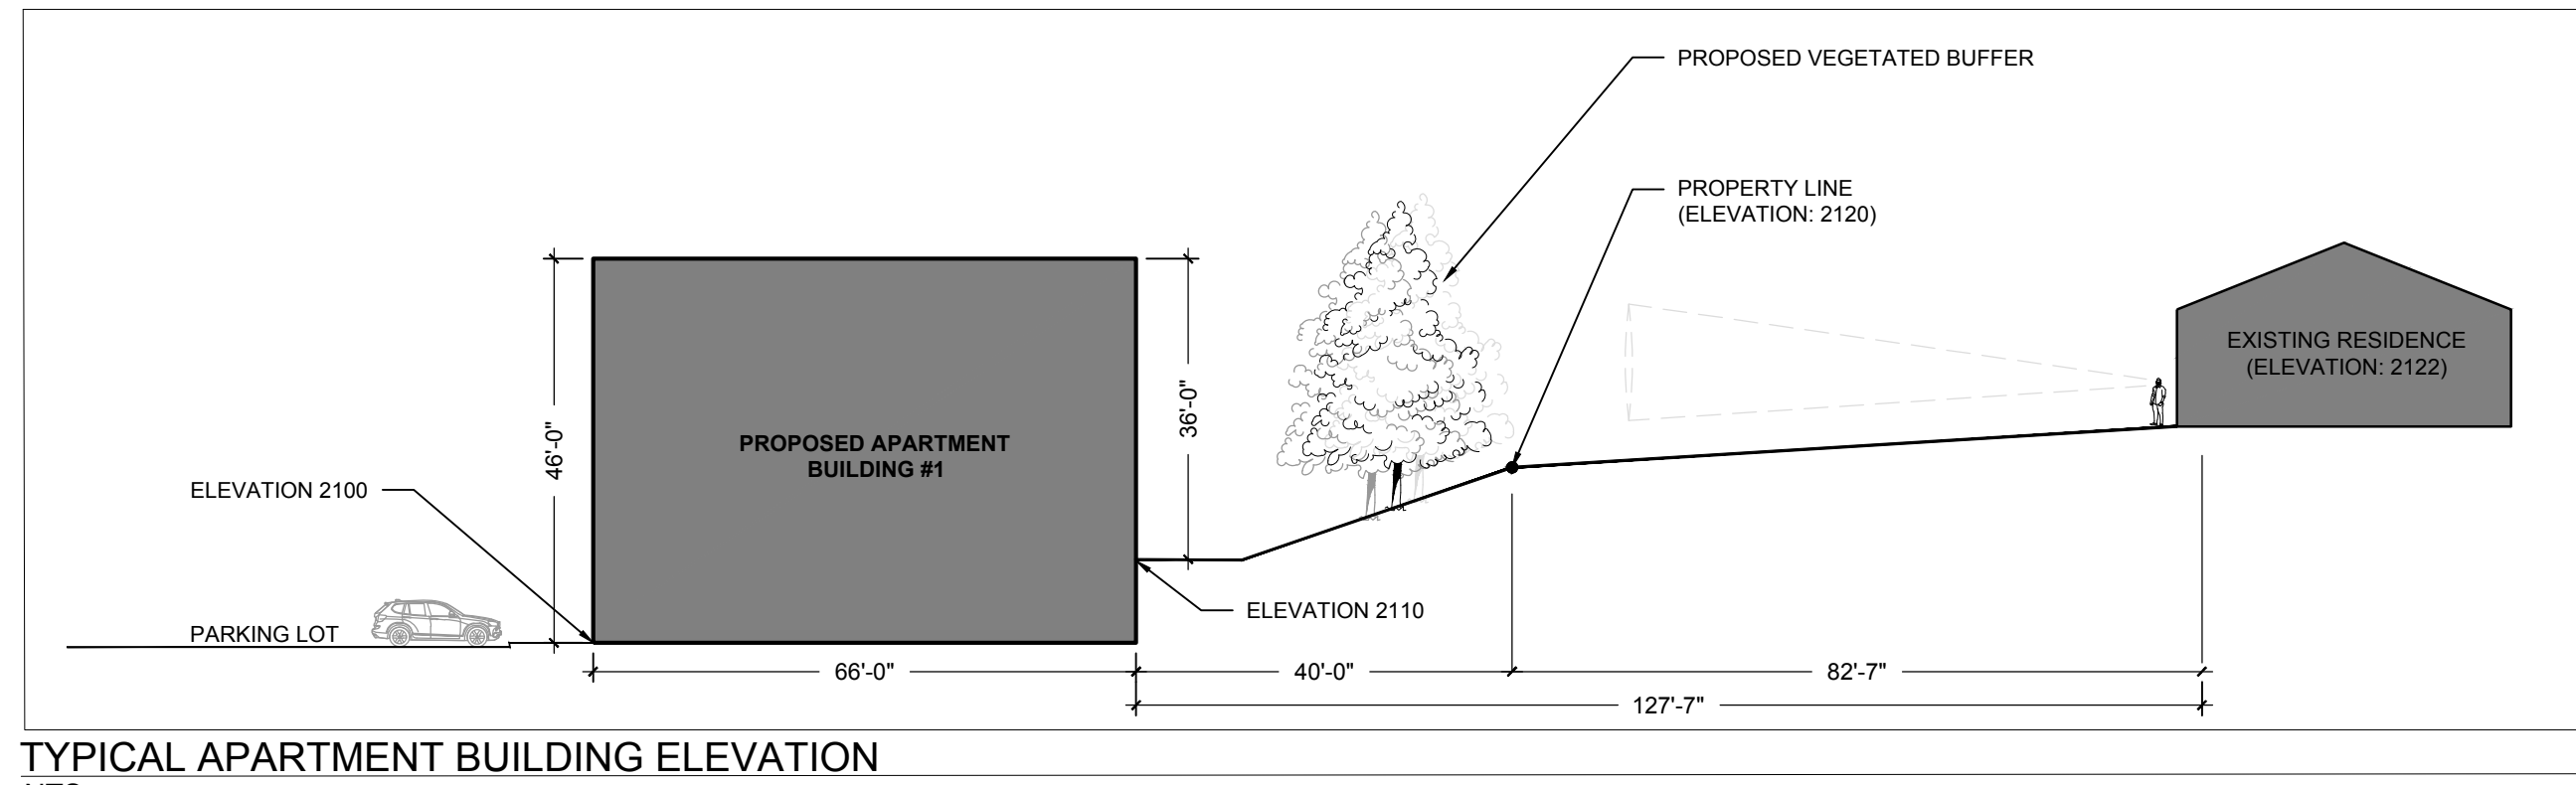 PROPOSED VEGETATED BUFFER
PROPERTY LINE
(ELEVATION: 2120)
EXISTING RESIDENCE
(ELEVATION: 2122)
36'-0"
46'-0"
PROPOSED APARTMENT
BUILDING #1
ELEVATION 2100
ELEVATION 2110
PARKING LOT
66'-0"
40'-0"
82'-7"
127'-7"
TYPICAL APARTMENT BUILDING ELEVATION